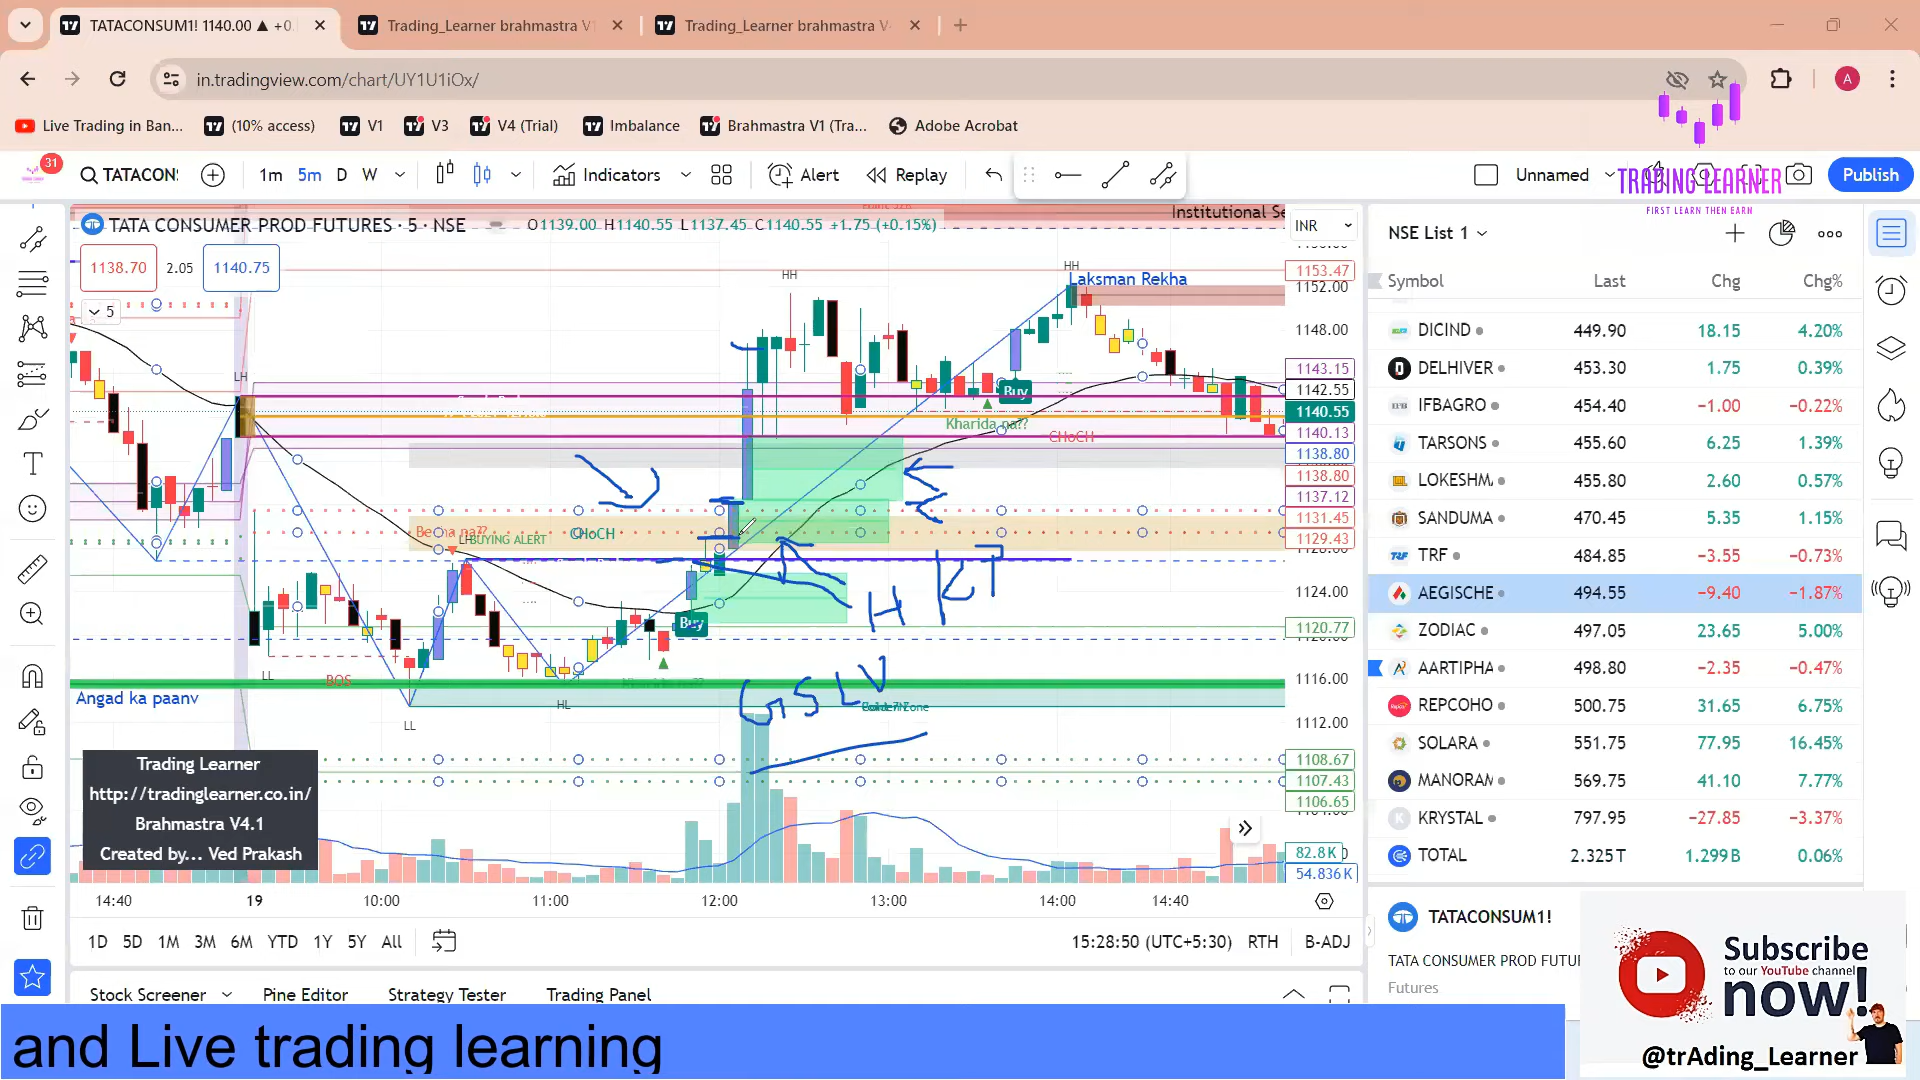 TATACONSUM1! 1140.00 ▲ +0.
Trading_Learner brahmastra V
Trading_Learner brahmastra V
in.tradingview.com/chart/UY1U1iOx/
A
Live Trading in Ban...
(10% access)
V1
V3
V4 (Trial)
Imbalance
Brahmastra V1 (Tra...
Adobe Acrobat
31
TATACON
1m 5m D W
Indicators
Alert
Replay
Unnamed
Publish
TRADING LEARNER
FIRST LEARN THEN EARN
TATA CONSUMER PROD FUTURES · 5 · NSE
O1139.00 H1140.55 L1137.45 C1140.55 +1.75 (+0.15%)
Institutional Se
INR
1138.70
2.05
1140.75
5
LH
HH
HH
Laksman Rekha
Buy
Kharida na??
CHoCH
Be na??
CHoCH
LHBUYING ALERT
Buy
LL
BOS
LL
HL
Angad ka paanv
H
GSLV
1153.47
1152.00
1148.00
1143.15
1142.55
1140.55
1140.13
1138.80
1138.80
1137.12
1131.45
1129.43
1124.00
1120.77
1116.00
1112.00
1108.67
1107.43
1106.65
82.8K
54.836K
Trading Learner
http://tradinglearner.co.in/
Brahmastra V4.1
Created by... Ved Prakash
14:40 19 10:00 11:00 12:00 13:00 14:00 14:40
1D 5D 1M 3M 6M YTD 1Y 5Y All
15:28:50 (UTC+5:30) RTH B-ADJ
Stock Screener
Pine Editor
Strategy Tester
Trading Panel
NSE List 1
Symbol Last Chg Chg%
DICIND 449.90 18.15 4.20%
DELHIVER 453.30 1.75 0.39%
IFBAGRO 454.40 −1.00 −0.22%
TARSONS 455.60 6.25 1.39%
LOKESHM 455.80 2.60 0.57%
SANDUMA 470.45 5.35 1.15%
TRF 484.85 −3.55 −0.73%
AEGISCHE 494.55 −9.40 −1.87%
ZODIAC 497.05 23.65 5.00%
AARTIPHA 498.80 −2.35 −0.47%
REPCOHO 500.75 31.65 6.75%
SOLARA 551.75 77.95 16.45%
MANORAM 569.75 41.10 7.77%
KRYSTAL 797.95 −27.85 −3.37%
TOTAL 2.325T 1.299B 0.06%
TATACONSUM1!
TATA CONSUMER PROD FUTU
Futures
Subscribe
to our YouTube channel
now!
@trAding_Learner
and Live trading learning